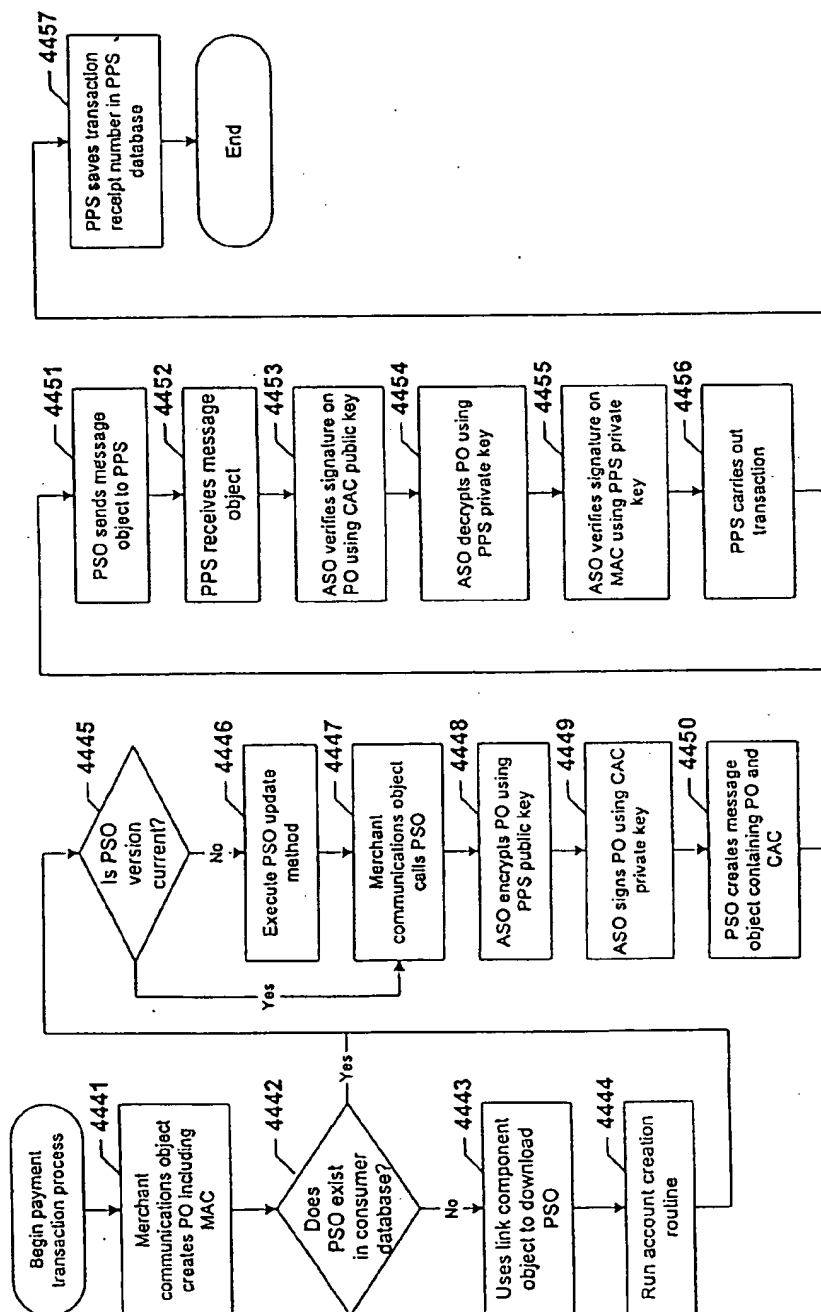 Begin payment
transaction process
4441
Merchant
communications object
creates PO including
MAC
4442
Does
PSO exist
in consumer
database?
Yes
No
4443
Uses link component
object to download
PSO
4444
Run account creation
routine
4445
Is PSO
version
current?
Yes
No
4446
Execute PSO update
method
4447
Merchant
communications object
calls PSO
4448
ASO encrypts PO using
PPS public key
4449
ASO signs PO using CAC
private key
4450
PSO creates message
object containing PO and
CAC
4451
PSO sends message
object to PPS
4452
PPS receives message
object
4453
ASO verifies signature on
PO using CAC public key
4454
ASO decrypts PO using
PPS private key
4455
ASO verifies signature on
MAC using PPS private
key
4456
PPS carries out
transaction
4457
PPS saves transaction
receipt number in PPS
database
End